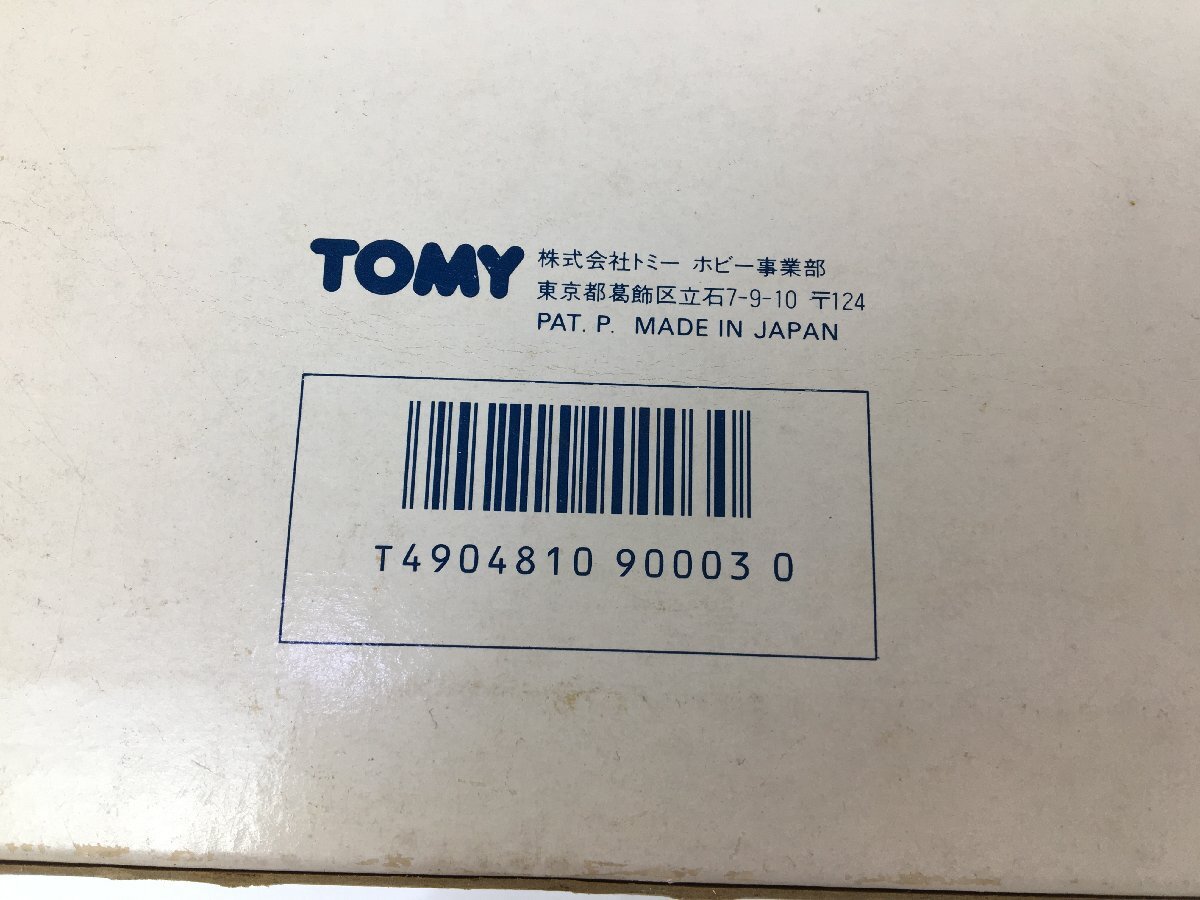 TOMY
株式会社トミー ホビー事業部
東京都葛飾区立石7-9-10 〒124
PAT. P. MADE IN JAPAN
T4904810 90003 0